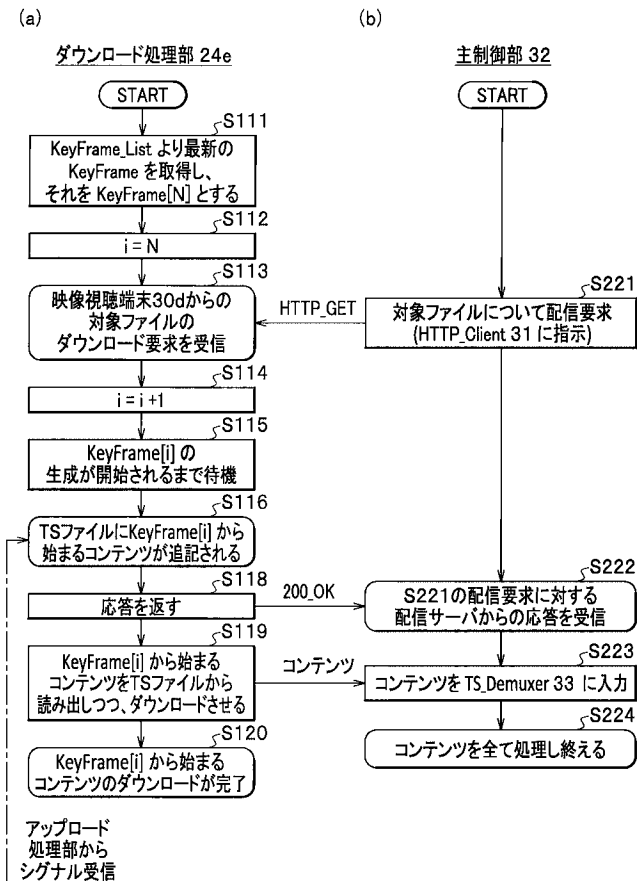 (a)
ダウンロード処理部 24e
START
S111
KeyFrame_List より最新の
KeyFrame を取得し、
それを KeyFrame[N] とする
S112
i = N
S113
映像視聴端末30dからの
対象ファイルの
ダウンロード要求を受信
S114
i = i +1
S115
KeyFrame[i] の
生成が開始されるまで待機
S116
TSファイルにKeyFrame[i] から
始まるコンテンツが追記される
S118
応答を返す
S119
KeyFrame[i] から始まる
コンテンツをTSファイルから
読み出しつつ、ダウンロードさせる
S120
KeyFrame[i] から始まる
コンテンツのダウンロードが完了
アップロード
処理部から
シグナル受信
HTTP_GET
200_OK
コンテンツ
(b)
主制御部 32
START
S221
対象ファイルについて配信要求
(HTTP_Client 31 に指示)
S222
S221の配信要求に対する
配信サーバからの応答を受信
S223
コンテンツを TS_Demuxer 33 に入力
S224
コンテンツを全て処理し終える